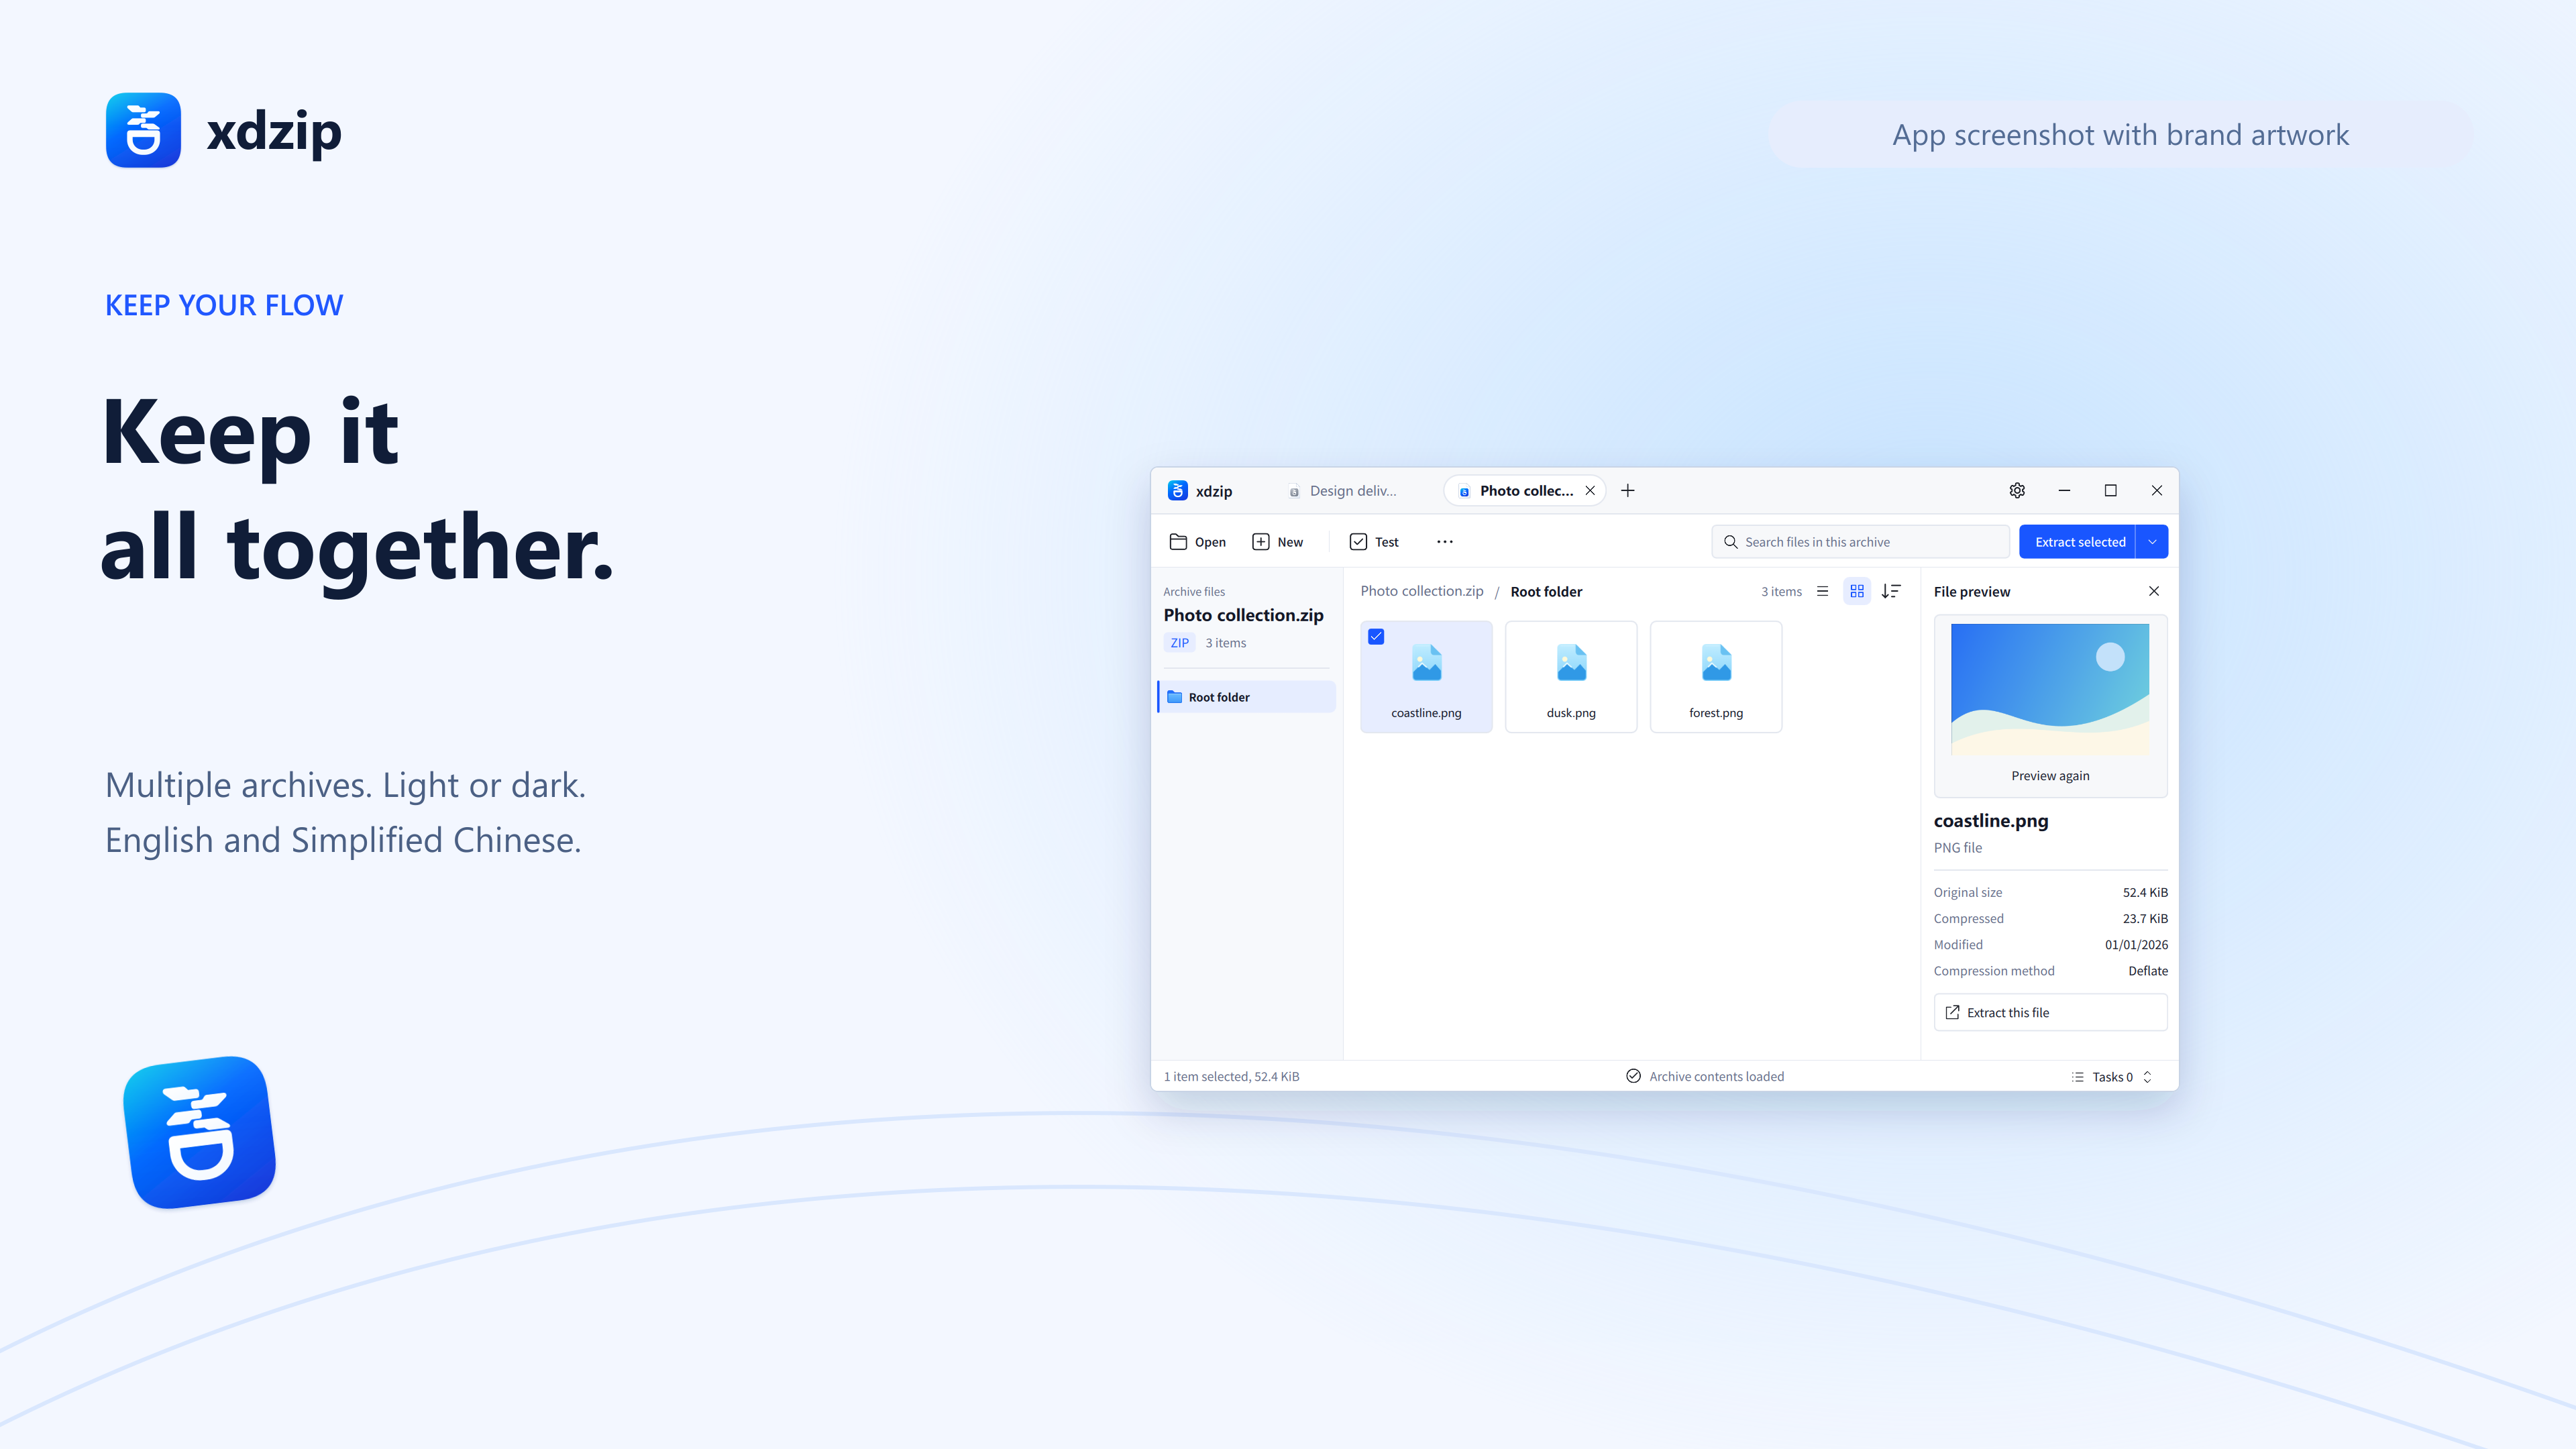 xdzip
App screenshot with brand artwork
KEEP YOUR FLOW
Keep it
all together.
Multiple archives. Light or dark.
English and Simplified Chinese.
xdzip
Design deliv...
Photo collec...
Open
New
Test
Search files in this archive
Extract selected
Archive files
Photo collection.zip
ZIP
3 items
Root folder
Photo collection.zip / Root folder
3 items
coastline.png
dusk.png
forest.png
File preview
Preview again
coastline.png
PNG file
Original size 52.4 KiB
Compressed 23.7 KiB
Modified 01/01/2026
Compression method Deflate
Extract this file
1 item selected, 52.4 KiB
Archive contents loaded
Tasks 0